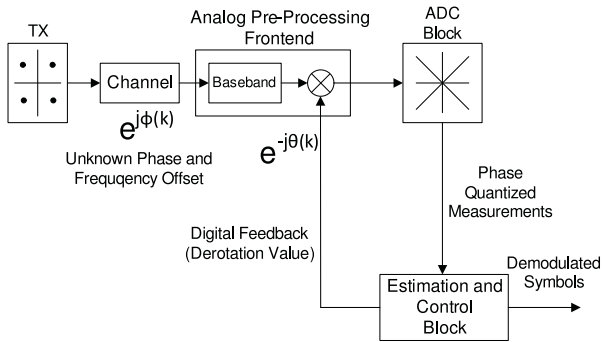 TX
Analog Pre-Processing
Frontend
ADC
Block
Channel
Baseband
e^jϕ(k)
e^-jθ(k)
Unknown Phase and
Frequqency Offset
Phase
Quantized
Measurements
Digital Feedback
(Derotation Value)
Estimation and
Control
Block
Demodulated
Symbols